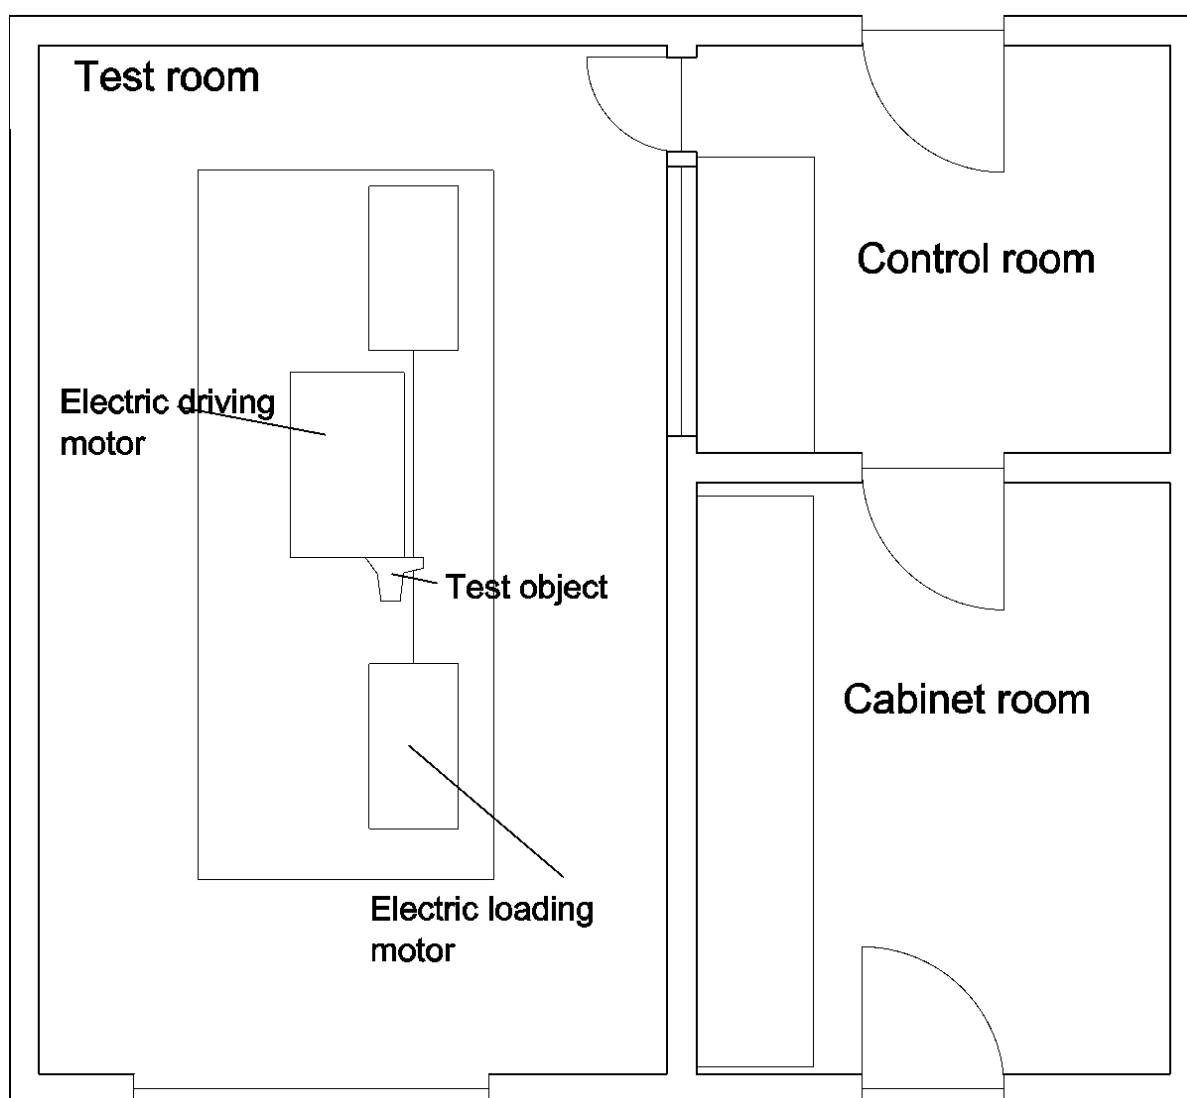 Test room
Control room
Electric driving
motor
Test object
Cabinet room
Electric loading
motor